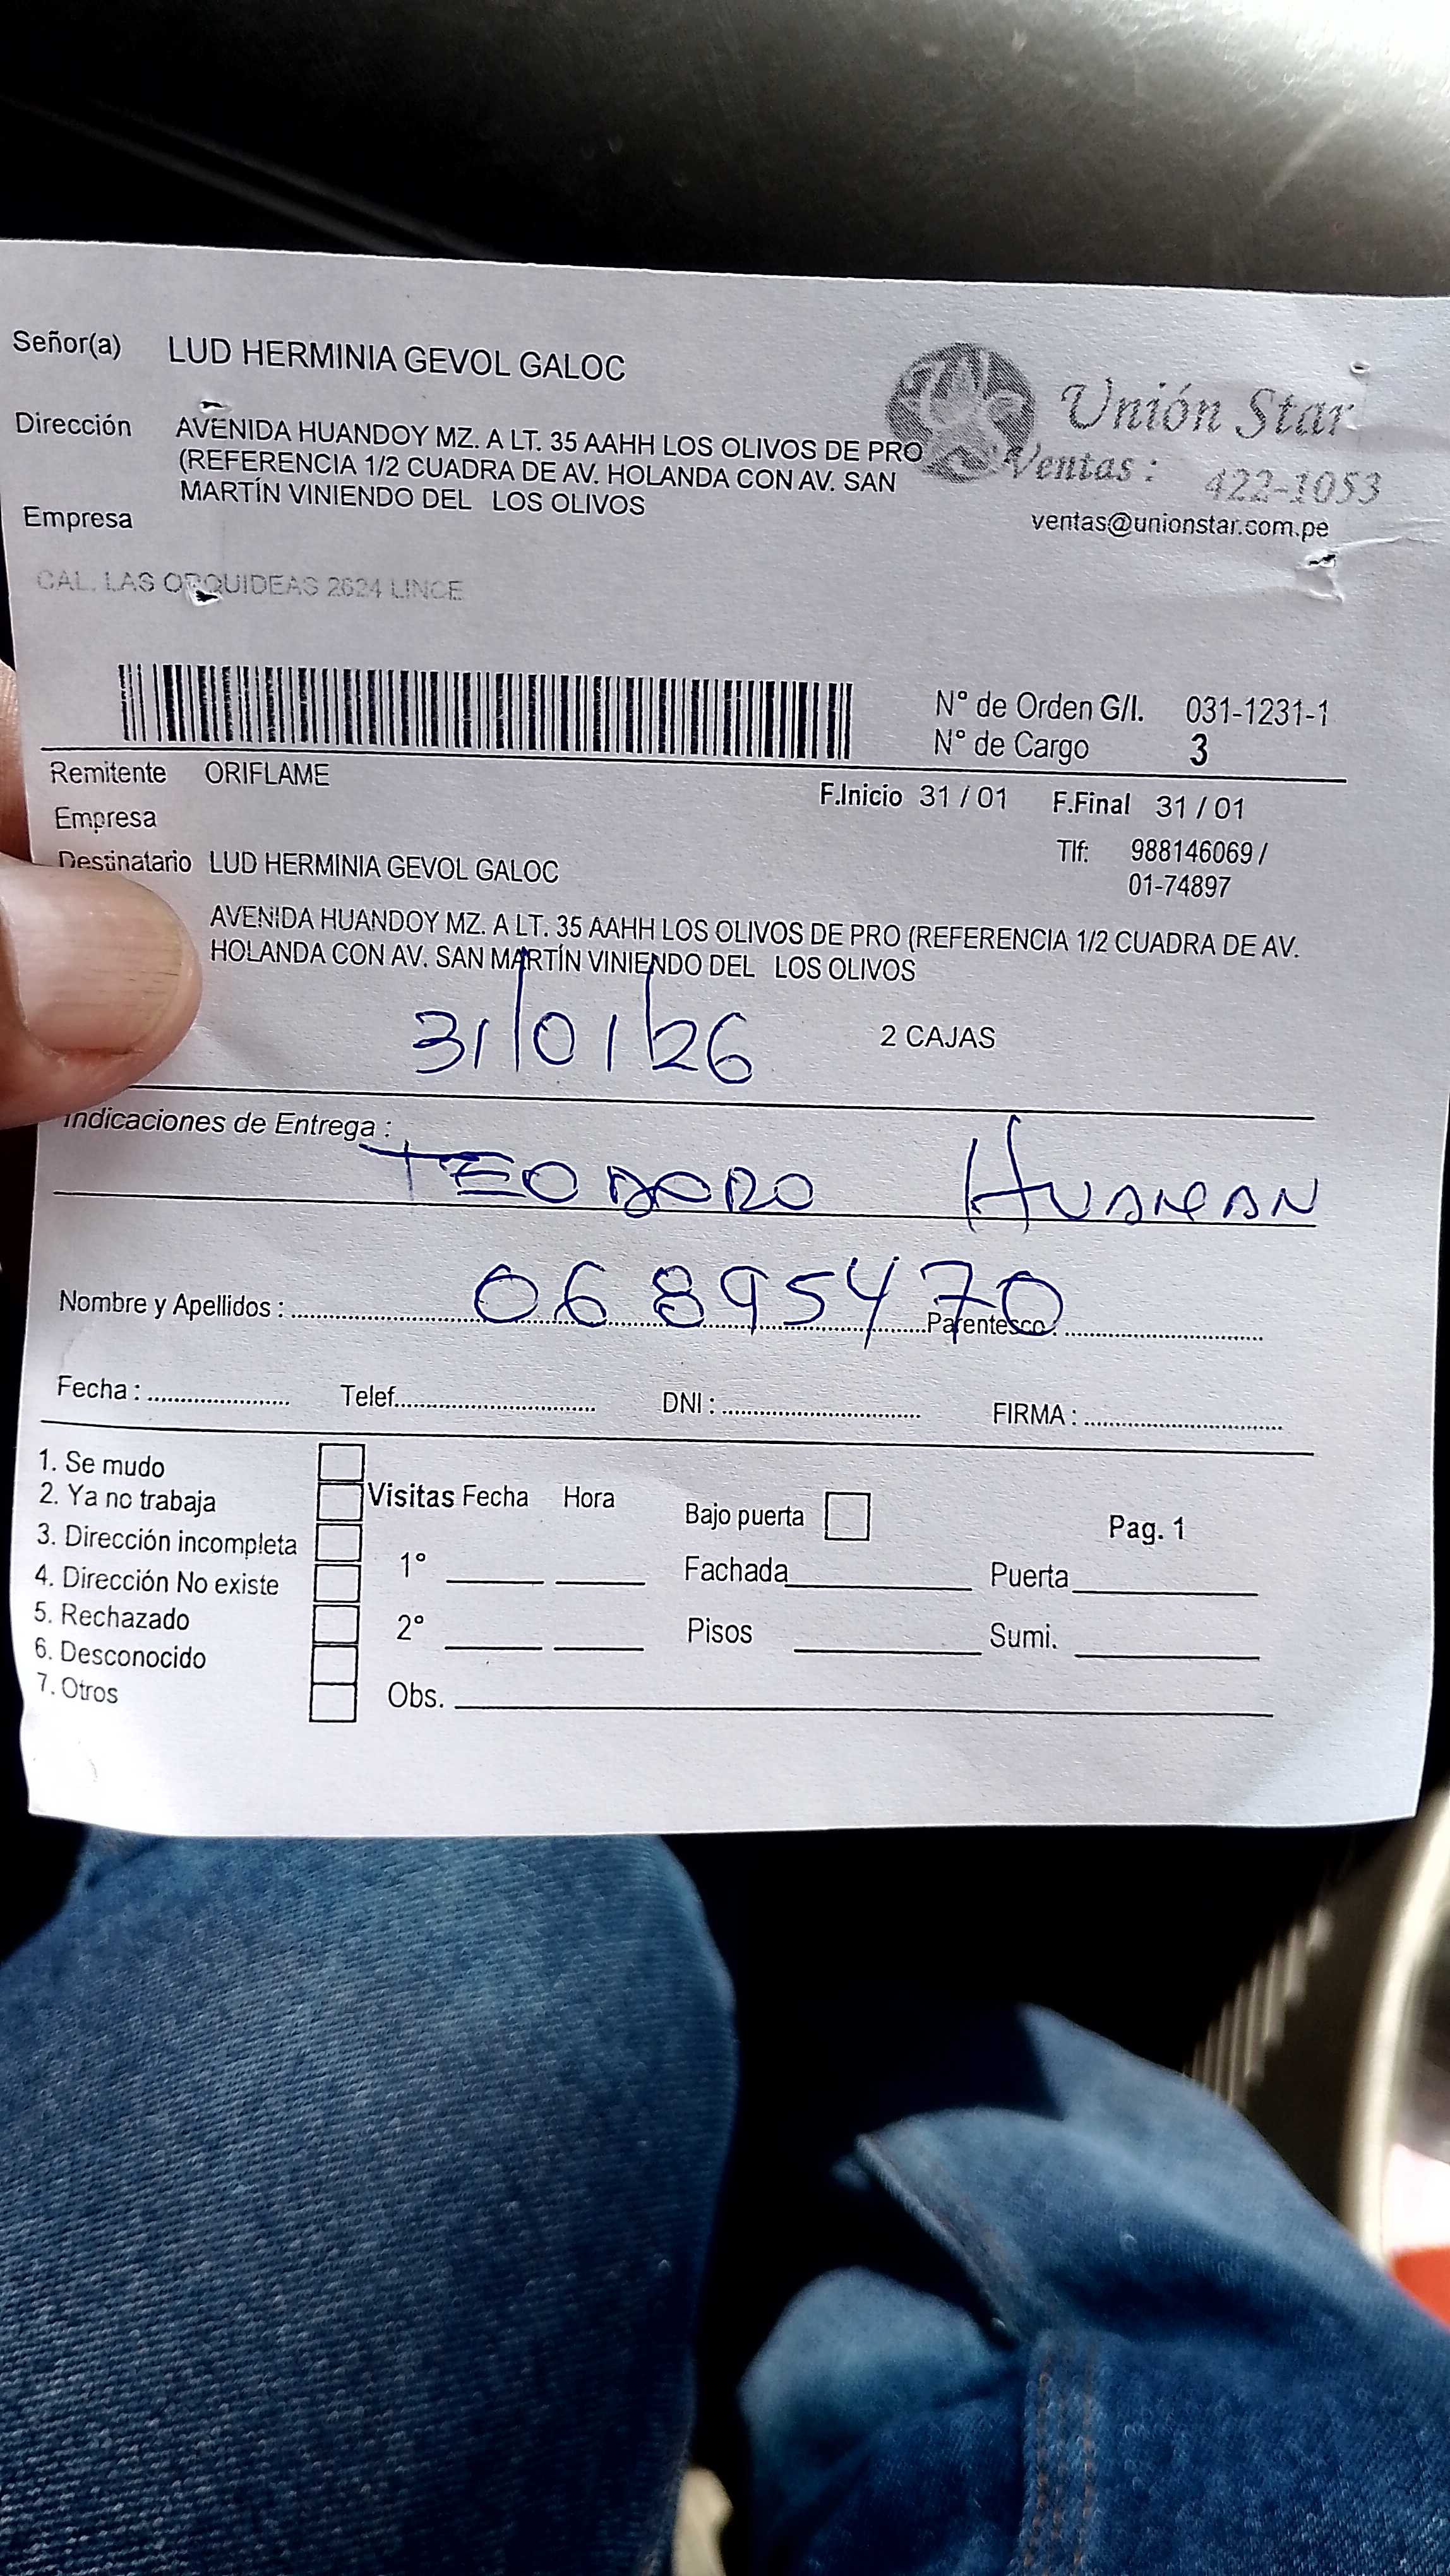 Señor(a) LUD HERMINIA GEVOL GALOC
Unión Star
Dirección AVENIDA HUANDOY MZ. A LT. 35 AAHH LOS OLIVOS DE PRO
(REFERENCIA 1/2 CUADRA DE AV. HOLANDA CON AV. SAN
MARTÍN VINIENDO DEL LOS OLIVOS
Ventas : 422-1053
ventas@unionstar.com.pe
Empresa
CAL. LAS ORQUIDEAS 2624 LINCE
N° de Orden G/I. 031-1231-1
N° de Cargo 3
Remitente ORIFLAME
F.Inicio 31 / 01 F.Final 31 / 01
Empresa
Tlf: 988146069 /
01-74897
Destinatario LUD HERMINIA GEVOL GALOC
AVENIDA HUANDOY MZ. A LT. 35 AAHH LOS OLIVOS DE PRO (REFERENCIA 1/2 CUADRA DE AV.
HOLANDA CON AV. SAN MARTÍN VINIENDO DEL LOS OLIVOS
31/01/26 2 CAJAS
Indicaciones de Entrega :
TEODORO HUAMAN
06895470
Nombre y Apellidos : Parentesco :
Fecha : Telef. DNI : FIRMA :
1. Se mudo
2. Ya no trabaja
3. Dirección incompleta
4. Dirección No existe
5. Rechazado
6. Desconocido
7. Otros
Visitas Fecha Hora
1°
2°
Obs.
Bajo puerta Pag. 1
Fachada Puerta
Pisos Sumi.